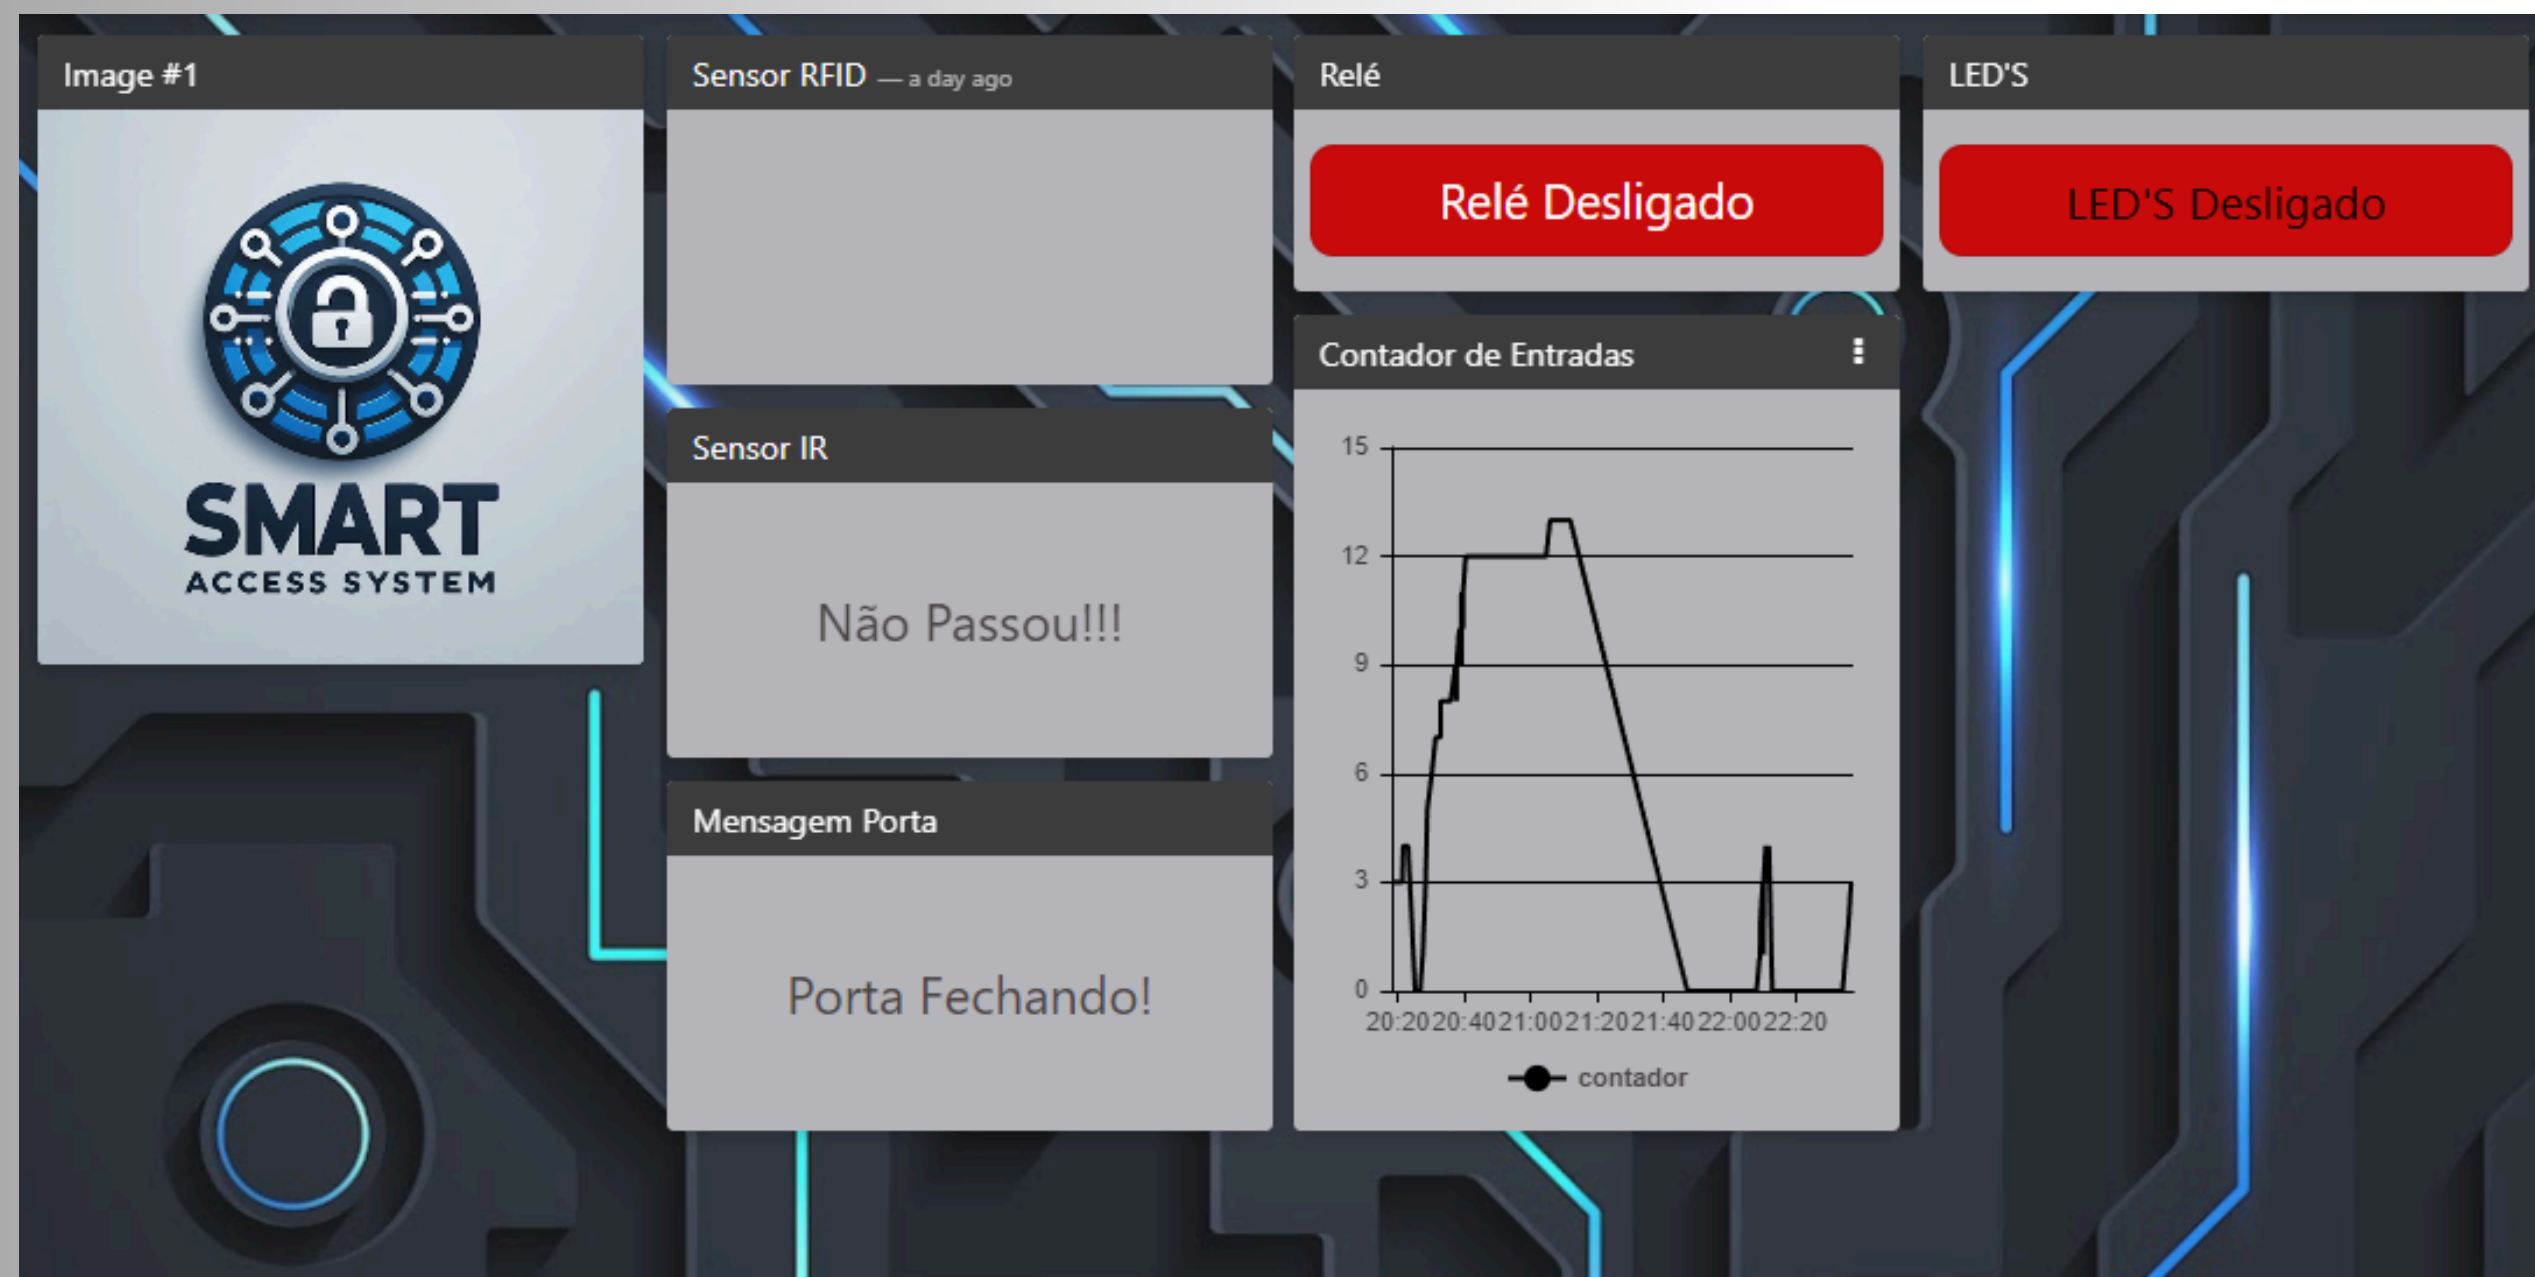 Image #1
SMART
ACCESS SYSTEM
Sensor RFID — a day ago
Sensor IR
Não Passou!!!
Mensagem Porta
Porta Fechando!
Relé
Relé Desligado
Contador de Entradas
15
12
9
6
3
0
20:20 20:40 21:00 21:20 21:40 22:00 22:20
contador
LED'S
LED'S Desligado